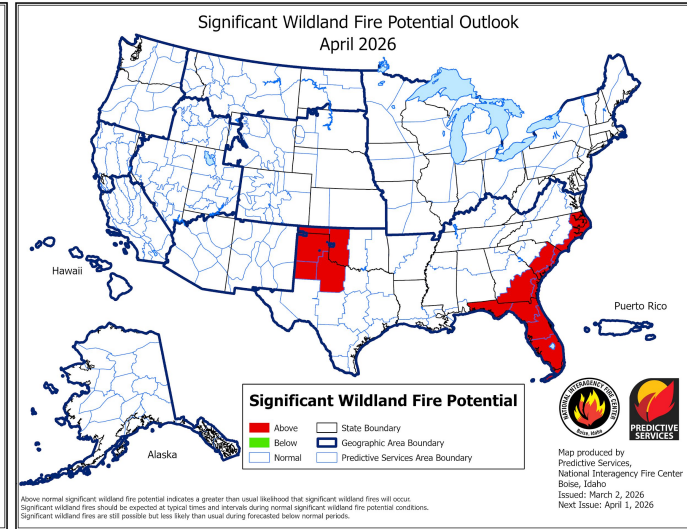 Significant Wildland Fire Potential Outlook
April 2026
Hawaii
Puerto Rico
Alaska
Significant Wildland Fire Potential
Above
State Boundary
Below
Geographic Area Boundary
Normal
Predictive Services Area Boundary
NATIONAL INTERAGENCY FIRE CENTER
Boise, Idaho
PREDICTIVE
SERVICES
Map produced by
Predictive Services,
National Interagency Fire Center
Boise, Idaho
Issued: March 2, 2026
Next Issue: April 1, 2026
Above normal significant wildland fire potential indicates a greater than usual likelihood that significant wildland fires will occur.
Significant wildland fires should be expected at typical times and intervals during normal significant wildland fire potential conditions.
Significant wildland fires are still possible but less likely than usual during forecasted below normal periods.